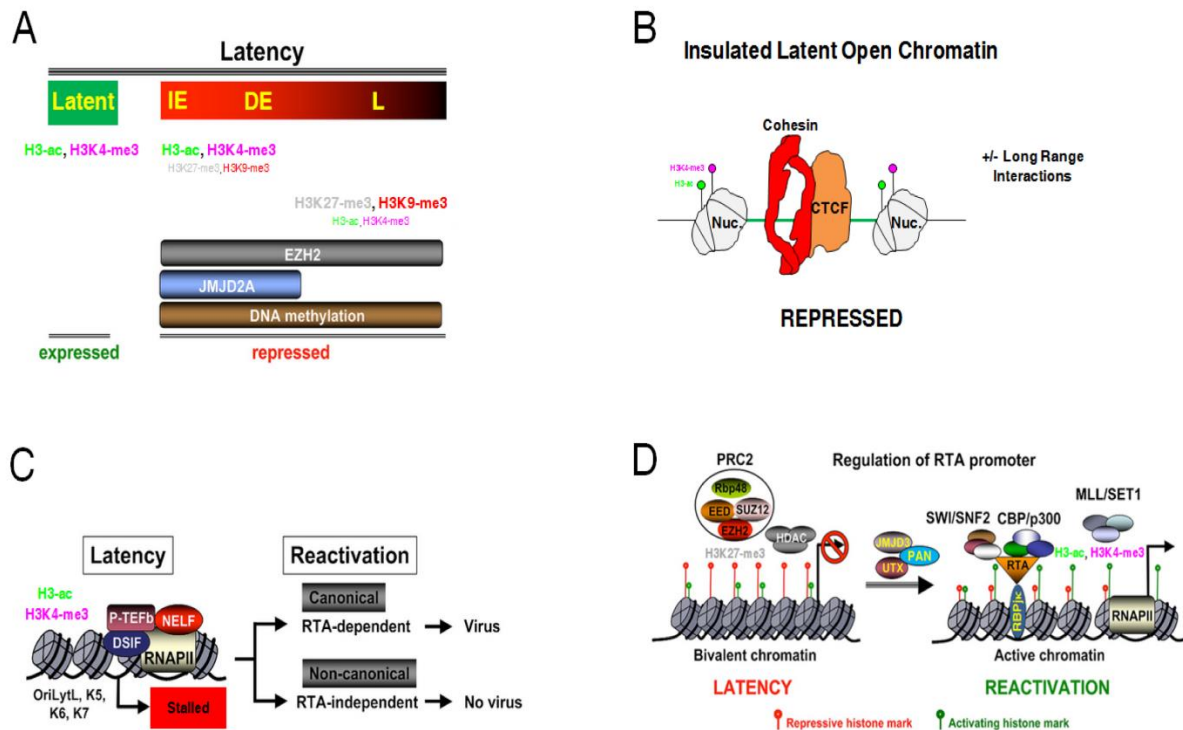 A
Latency
Latent
IE DE L
H3-ac, H3K4-me3
H3-ac, H3K4-me3
H3K27-me3, H3K9-me3
H3K27-me3, H3K9-me3
H3-ac, H3K4-me3
EZH2
JMJD2A
DNA methylation
expressed
repressed
B
Insulated Latent Open Chromatin
Cohesin
H3K4-me3
H3-ac
CTCF
Nuc.
Nuc.
+/- Long Range
Interactions
REPRESSED
C
Latency
H3-ac
H3K4-me3
P-TEFb
NELF
DSIF
RNAPII
OriLytL, K5,
K6, K7
Stalled
Reactivation
Canonical
RTA-dependent
Virus
Non-canonical
RTA-independent
No virus
D
PRC2
Regulation of RTA promoter
Rbp48
EED
SUZ12
EZH2
HDAC
H3K27-me3
JMJD3
PAN
UTX
SWI/SNF2
CBP/p300
MLL/SET1
H3-ac, H3K4-me3
RTA
RBPjκ
RNAPII
Bivalent chromatin
Active chromatin
LATENCY
REACTIVATION
Repressive histone mark
Activating histone mark